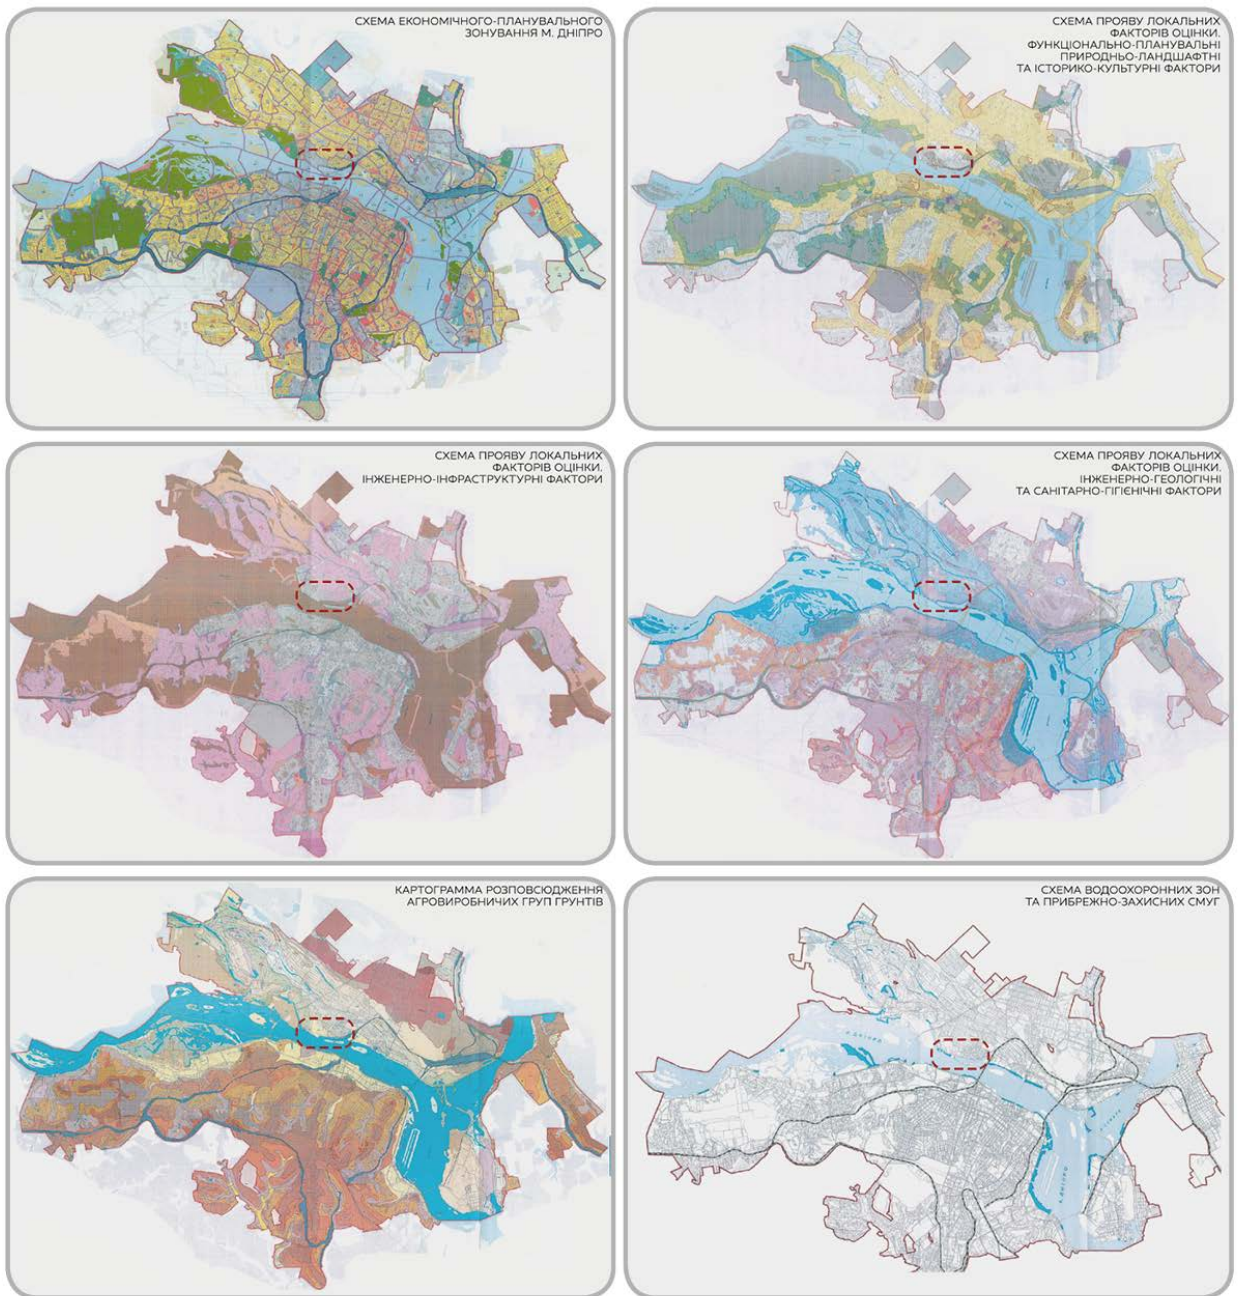 СХЕМА ЕКОНОМІЧНОГО-ПЛАНУВАЛЬНОГО
ЗОНУВАННЯ М. ДНІПРО
СХЕМА ПРОЯВУ ЛОКАЛЬНИХ
ФАКТОРІВ ОЦІНКИ.
ФУНКЦІОНАЛЬНО-ПЛАНУВАЛЬНІ
ПРИРОДНЬО-ЛАНДШАФТНІ
ТА ІСТОРИКО-КУЛЬТУРНІ ФАКТОРИ
СХЕМА ПРОЯВУ ЛОКАЛЬНИХ
ФАКТОРІВ ОЦІНКИ.
ІНЖЕНЕРНО-ІНФРАСТРУКТУРНІ ФАКТОРИ
СХЕМА ПРОЯВУ ЛОКАЛЬНИХ
ФАКТОРІВ ОЦІНКИ.
ІНЖЕНЕРНО-ГЕОЛОГІЧНІ
ТА САНІТАРНО-ГІГІЄНІЧНІ ФАКТОРИ
КАРТОГРАММА РОЗПОВСЮДЖЕННЯ
АГРОВИРОБНИЧИХ ГРУП ГРУНТІВ
СХЕМА ВОДООХОРОННИХ ЗОН
ТА ПРИБРЕЖНО-ЗАХИСНИХ СМУГ